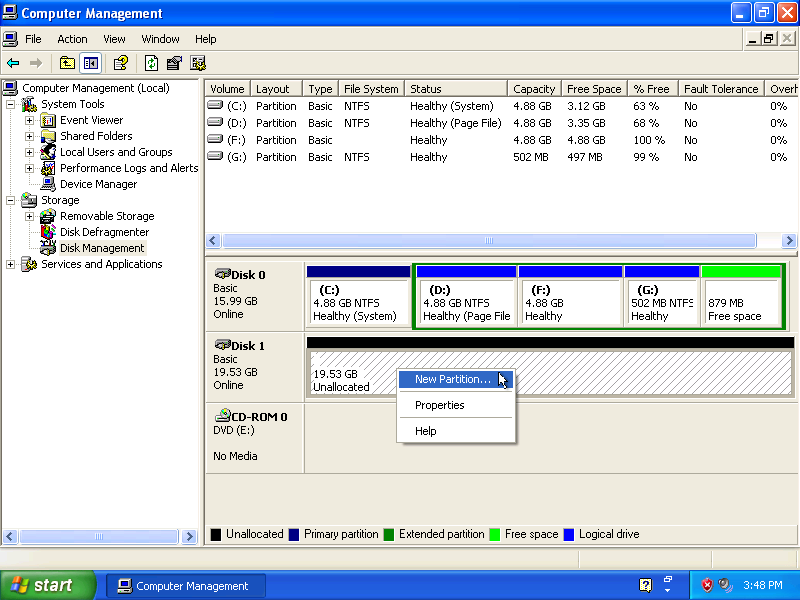 Computer Management
File Action View Window Help
Computer Management (Local)
System Tools
Event Viewer
Shared Folders
Local Users and Groups
Performance Logs and Alerts
Device Manager
Storage
Removable Storage
Disk Defragmenter
Disk Management
Services and Applications
Volume Layout Type File System Status Capacity Free Space % Free Fault Tolerance Overh
(C:) Partition Basic NTFS Healthy (System) 4.88 GB 3.12 GB 63 % No 0%
(D:) Partition Basic NTFS Healthy (Page File) 4.88 GB 3.35 GB 68 % No 0%
(F:) Partition Basic Healthy 4.88 GB 4.88 GB 100 % No 0%
(G:) Partition Basic NTFS Healthy 502 MB 497 MB 99 % No 0%
Disk 0
Basic
15.99 GB
Online
(C:)
4.88 GB NTFS
Healthy (System)
(D:)
4.88 GB NTFS
Healthy (Page File
(F:)
4.88 GB
Healthy
(G:)
502 MB NTFS
Healthy
879 MB
Free space
Disk 1
Basic
19.53 GB
Online
19.53 GB
Unallocated
New Partition...
Properties
Help
CD-ROM 0
DVD (E:)
No Media
Unallocated Primary partition Extended partition Free space Logical drive
start Computer Management 3:48 PM